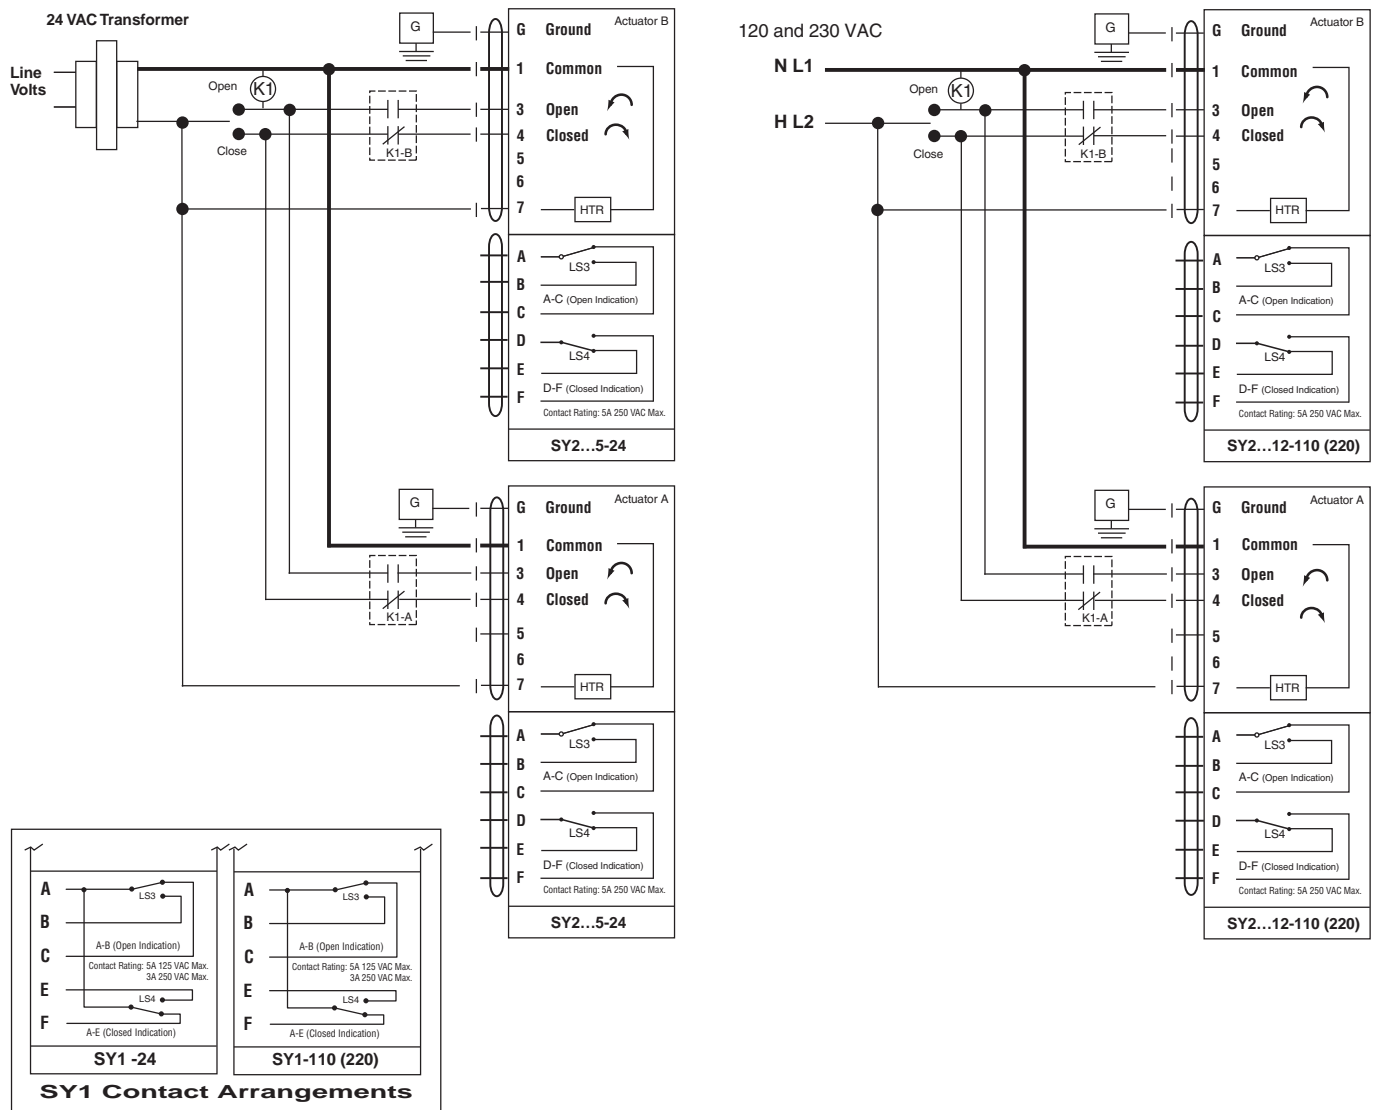 24 VAC Transformer
Line
Volts
Open
K1
Close
G
K1-B
Actuator B
G Ground
1 Common
3 Open
4 Closed
5
6
7 HTR
A
LS3
B
A-C (Open Indication)
C
D
LS4
E
D-F (Closed Indication)
F
Contact Rating: 5A 250 VAC Max.
SY2...5-24
G
K1-A
Actuator A
G Ground
1 Common
3 Open
4 Closed
5
6
7 HTR
A
LS3
B
A-C (Open Indication)
C
D
LS4
E
D-F (Closed Indication)
F
Contact Rating: 5A 250 VAC Max.
SY2...5-24
120 and 230 VAC
N L1
H L2
Open
K1
Close
G
K1-B
Actuator B
G Ground
1 Common
3 Open
4 Closed
5
6
7 HTR
A
LS3
B
A-C (Open Indication)
C
D
LS4
E
D-F (Closed Indication)
F
Contact Rating: 5A 250 VAC Max.
SY2...12-110 (220)
G
K1-A
Actuator A
G Ground
1 Common
3 Open
4 Closed
5
6
7 HTR
A
LS3
B
A-C (Open Indication)
C
D
LS4
E
D-F (Closed Indication)
F
Contact Rating: 5A 250 VAC Max.
SY2...12-110 (220)
A
LS3
B
A-B (Open Indication)
C
Contact Rating: 5A 125 VAC Max.
3A 250 VAC Max.
E
LS4
F
A-E (Closed Indication)
SY1 -24
A
LS3
B
A-B (Open Indication)
C
Contact Rating: 5A 125 VAC Max.
3A 250 VAC Max.
E
LS4
F
A-E (Closed Indication)
SY1-110 (220)
SY1 Contact Arrangements